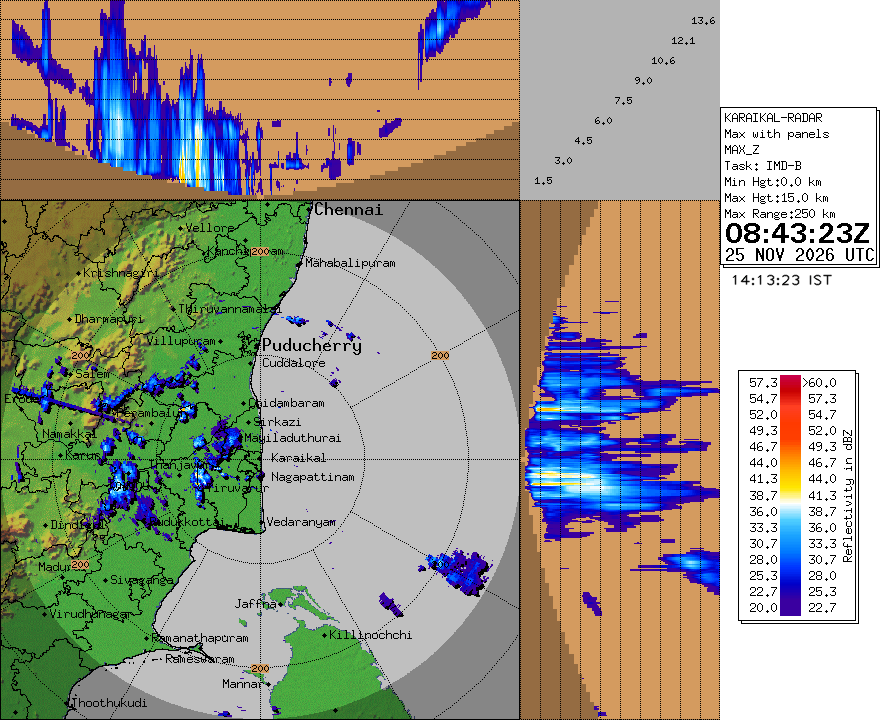 13.6
12.1
10.6
9.0
7.5
6.0
4.5
3.0
1.5
KARAIKAL-RADAR
Max with panels
MAX_Z
Task: IMD-B
Min Hgt:0.0 km
Max Hgt:15.0 km
Max Range:250 km
08:43:23Z
25 NOV 2026 UTC
14:13:23 IST
Chennai
Vellore
200
Mahabalipuram
Krishnagiri
Thiruvannamalai
Dharmapuri
Villupuram
Puducherry
200
200
Cuddalore
Salem
Perambalur
Chidambaram
Sirkazi
Namakkal
Mayiladuthurai
Karur
Karaikal
Nagapattinam
Pudukkottai
Vedaranyam
200
Sivaganga
Jaffna
Virudhunagar
Killinochchi
Ramanathapuram
Rameswaram
200
Mannar
Thoothukudi
57.3 >60.0
54.7 57.3
52.0 54.7
49.3 52.0
46.7 49.3
44.0 46.7
41.3 44.0
38.7 41.3
36.0 38.7
33.3 36.0
30.7 33.3
28.0 30.7
25.3 28.0
22.7 25.3
20.0 22.7
Reflectivity in dBZ